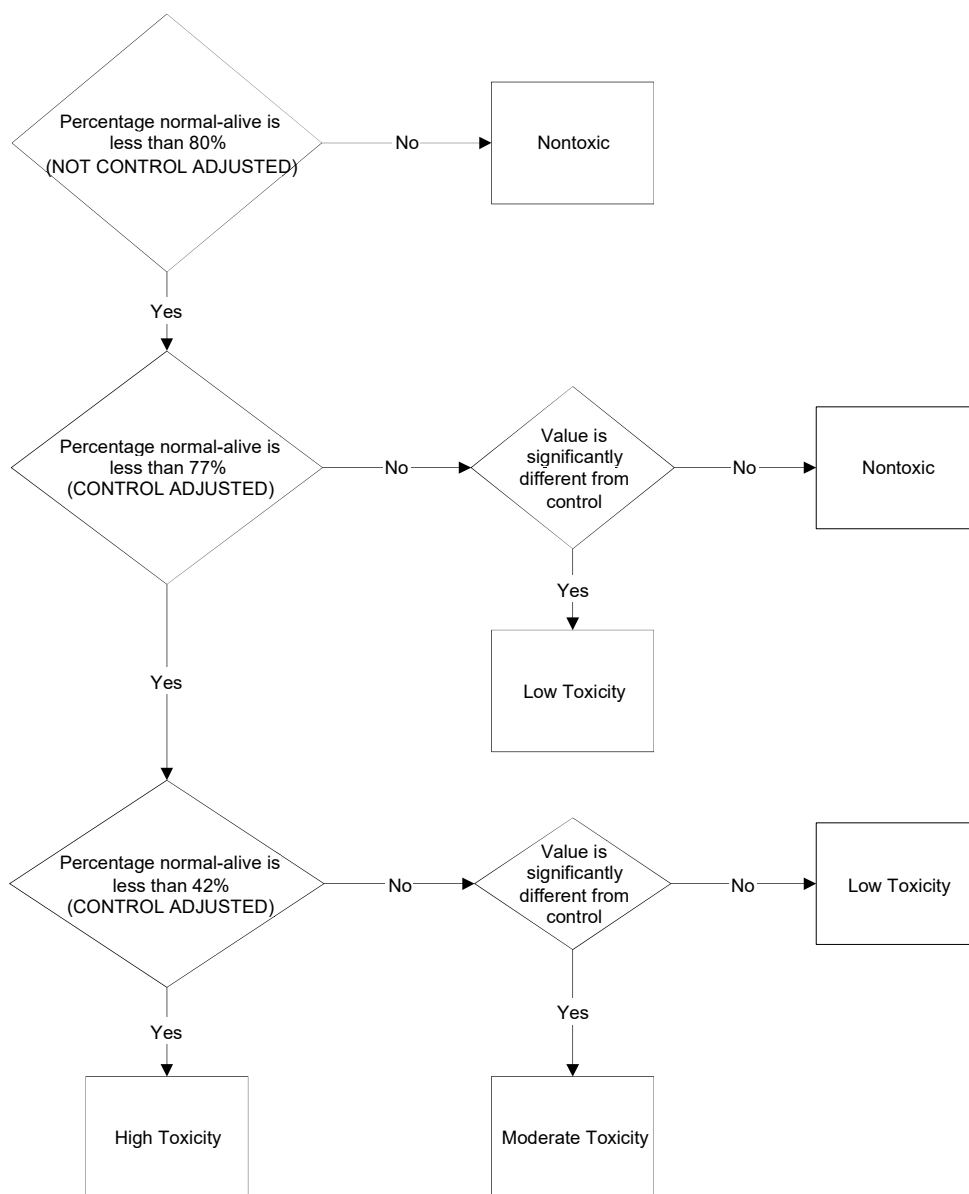 Percentage normal-alive is
less than 80%
(NOT CONTROL ADJUSTED)
No
Nontoxic
Yes
Percentage normal-alive is
less than 77%
(CONTROL ADJUSTED)
No
Value is
significantly
different from
control
No
Nontoxic
Yes
Low Toxicity
Yes
Percentage normal-alive is
less than 42%
(CONTROL ADJUSTED)
No
Value is
significantly
different from
control
No
Low Toxicity
Yes
Yes
High Toxicity
Moderate Toxicity